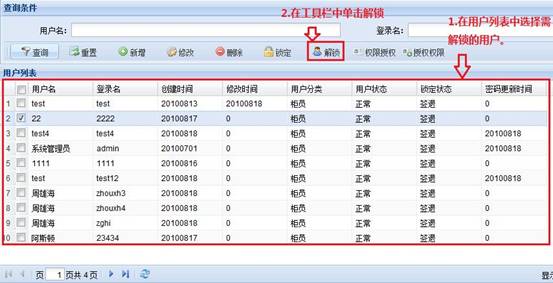 查询条件
2.在工具栏中单击解锁
用户名: 登录名:
1.在用户列表中选择需
解锁的用户。
查询 重置 新增 修改 删除 锁定 解锁 权限授权 授权权限
用户列表
用户名 登录名 创建时间 修改时间 用户分类 用户状态 锁定状态 密码更新时间
1 test test 20100813 20100818 柜员 正常 签退 0
2 22 2222 20100817 0 柜员 正常 签退 0
3 test4 test4 20100818 0 柜员 正常 签退 20100818
4 系统管理员 admin 20100701 0 柜员 正常 签退 20100818
5 1111 1111 20100816 0 柜员 正常 签退 0
6 test test12 20100818 0 柜员 正常 签退 20100818
7 周雄海 zhouxh3 20100818 0 柜员 正常 签退 0
8 周雄海 zhouxh4 20100818 0 柜员 正常 签退 0
9 周雄海 zghi 20100818 0 柜员 正常 签退 0
10 阿斯顿 23434 20100817 0 柜员 正常 签退 0
页 1 页共 4 页 显